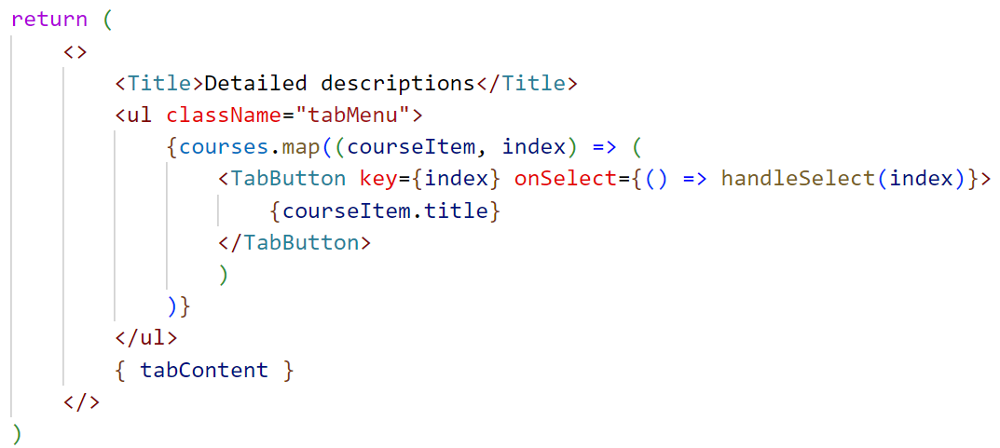 return (
    <>
        <Title>Detailed descriptions</Title>
        <ul className="tabMenu">
            {courses.map((courseItem, index) => (
                <TabButton key={index} onSelect={() => handleSelect(index)}>
                    {courseItem.title}
                </TabButton>
                )
            )}
        </ul>
        { tabContent }
    </>
)